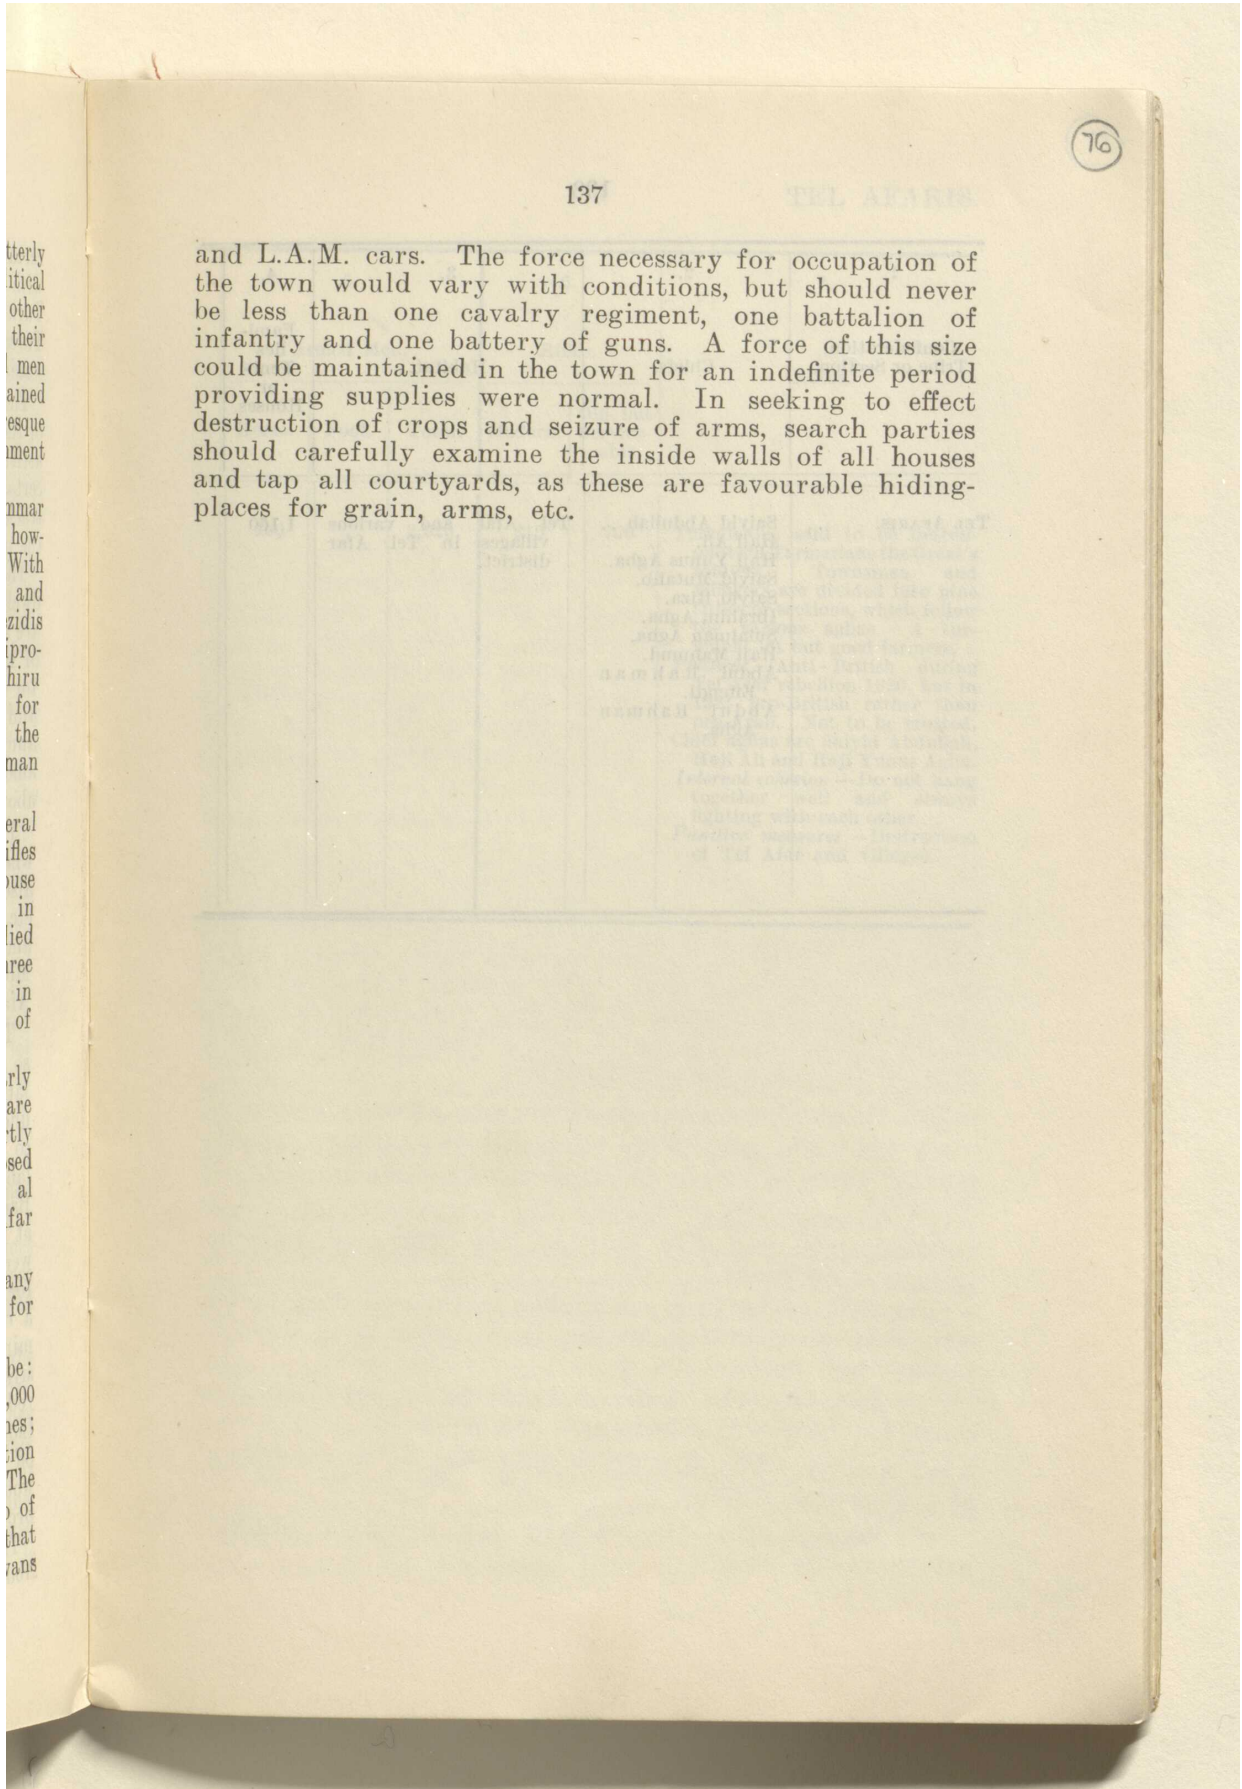 76
137
and L.A.M. cars. The force necessary for occupation of
the town would vary with conditions, but should never
be less than one cavalry regiment, one battalion of
infantry and one battery of guns. A force of this size
could be maintained in the town for an indefinite period
providing supplies were normal. In seeking to effect
destruction of crops and seizure of arms, search parties
should carefully examine the inside walls of all houses
and tap all courtyards, as these are favourable hiding-
places for grain, arms, etc.